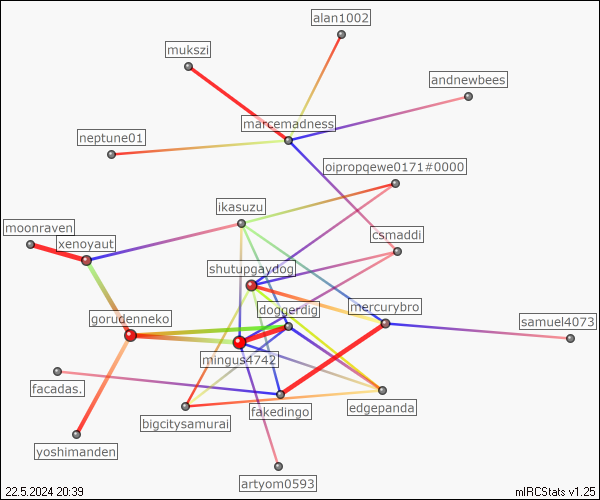 alan1002
mukszi
andnewbees
marcemadness
neptune01
oipropqewe0171#0000
ikasuzu
moonraven
xenoyaut
csmaddi
shutupgaydog
doggerdig
mercurybro
gorudenneko
samuel4073
mingus4742
facadas.
edgepanda
fakedingo
bigcitysamurai
yoshimanden
artyom0593
22.5.2024 20:39
mIRCStats v1.25